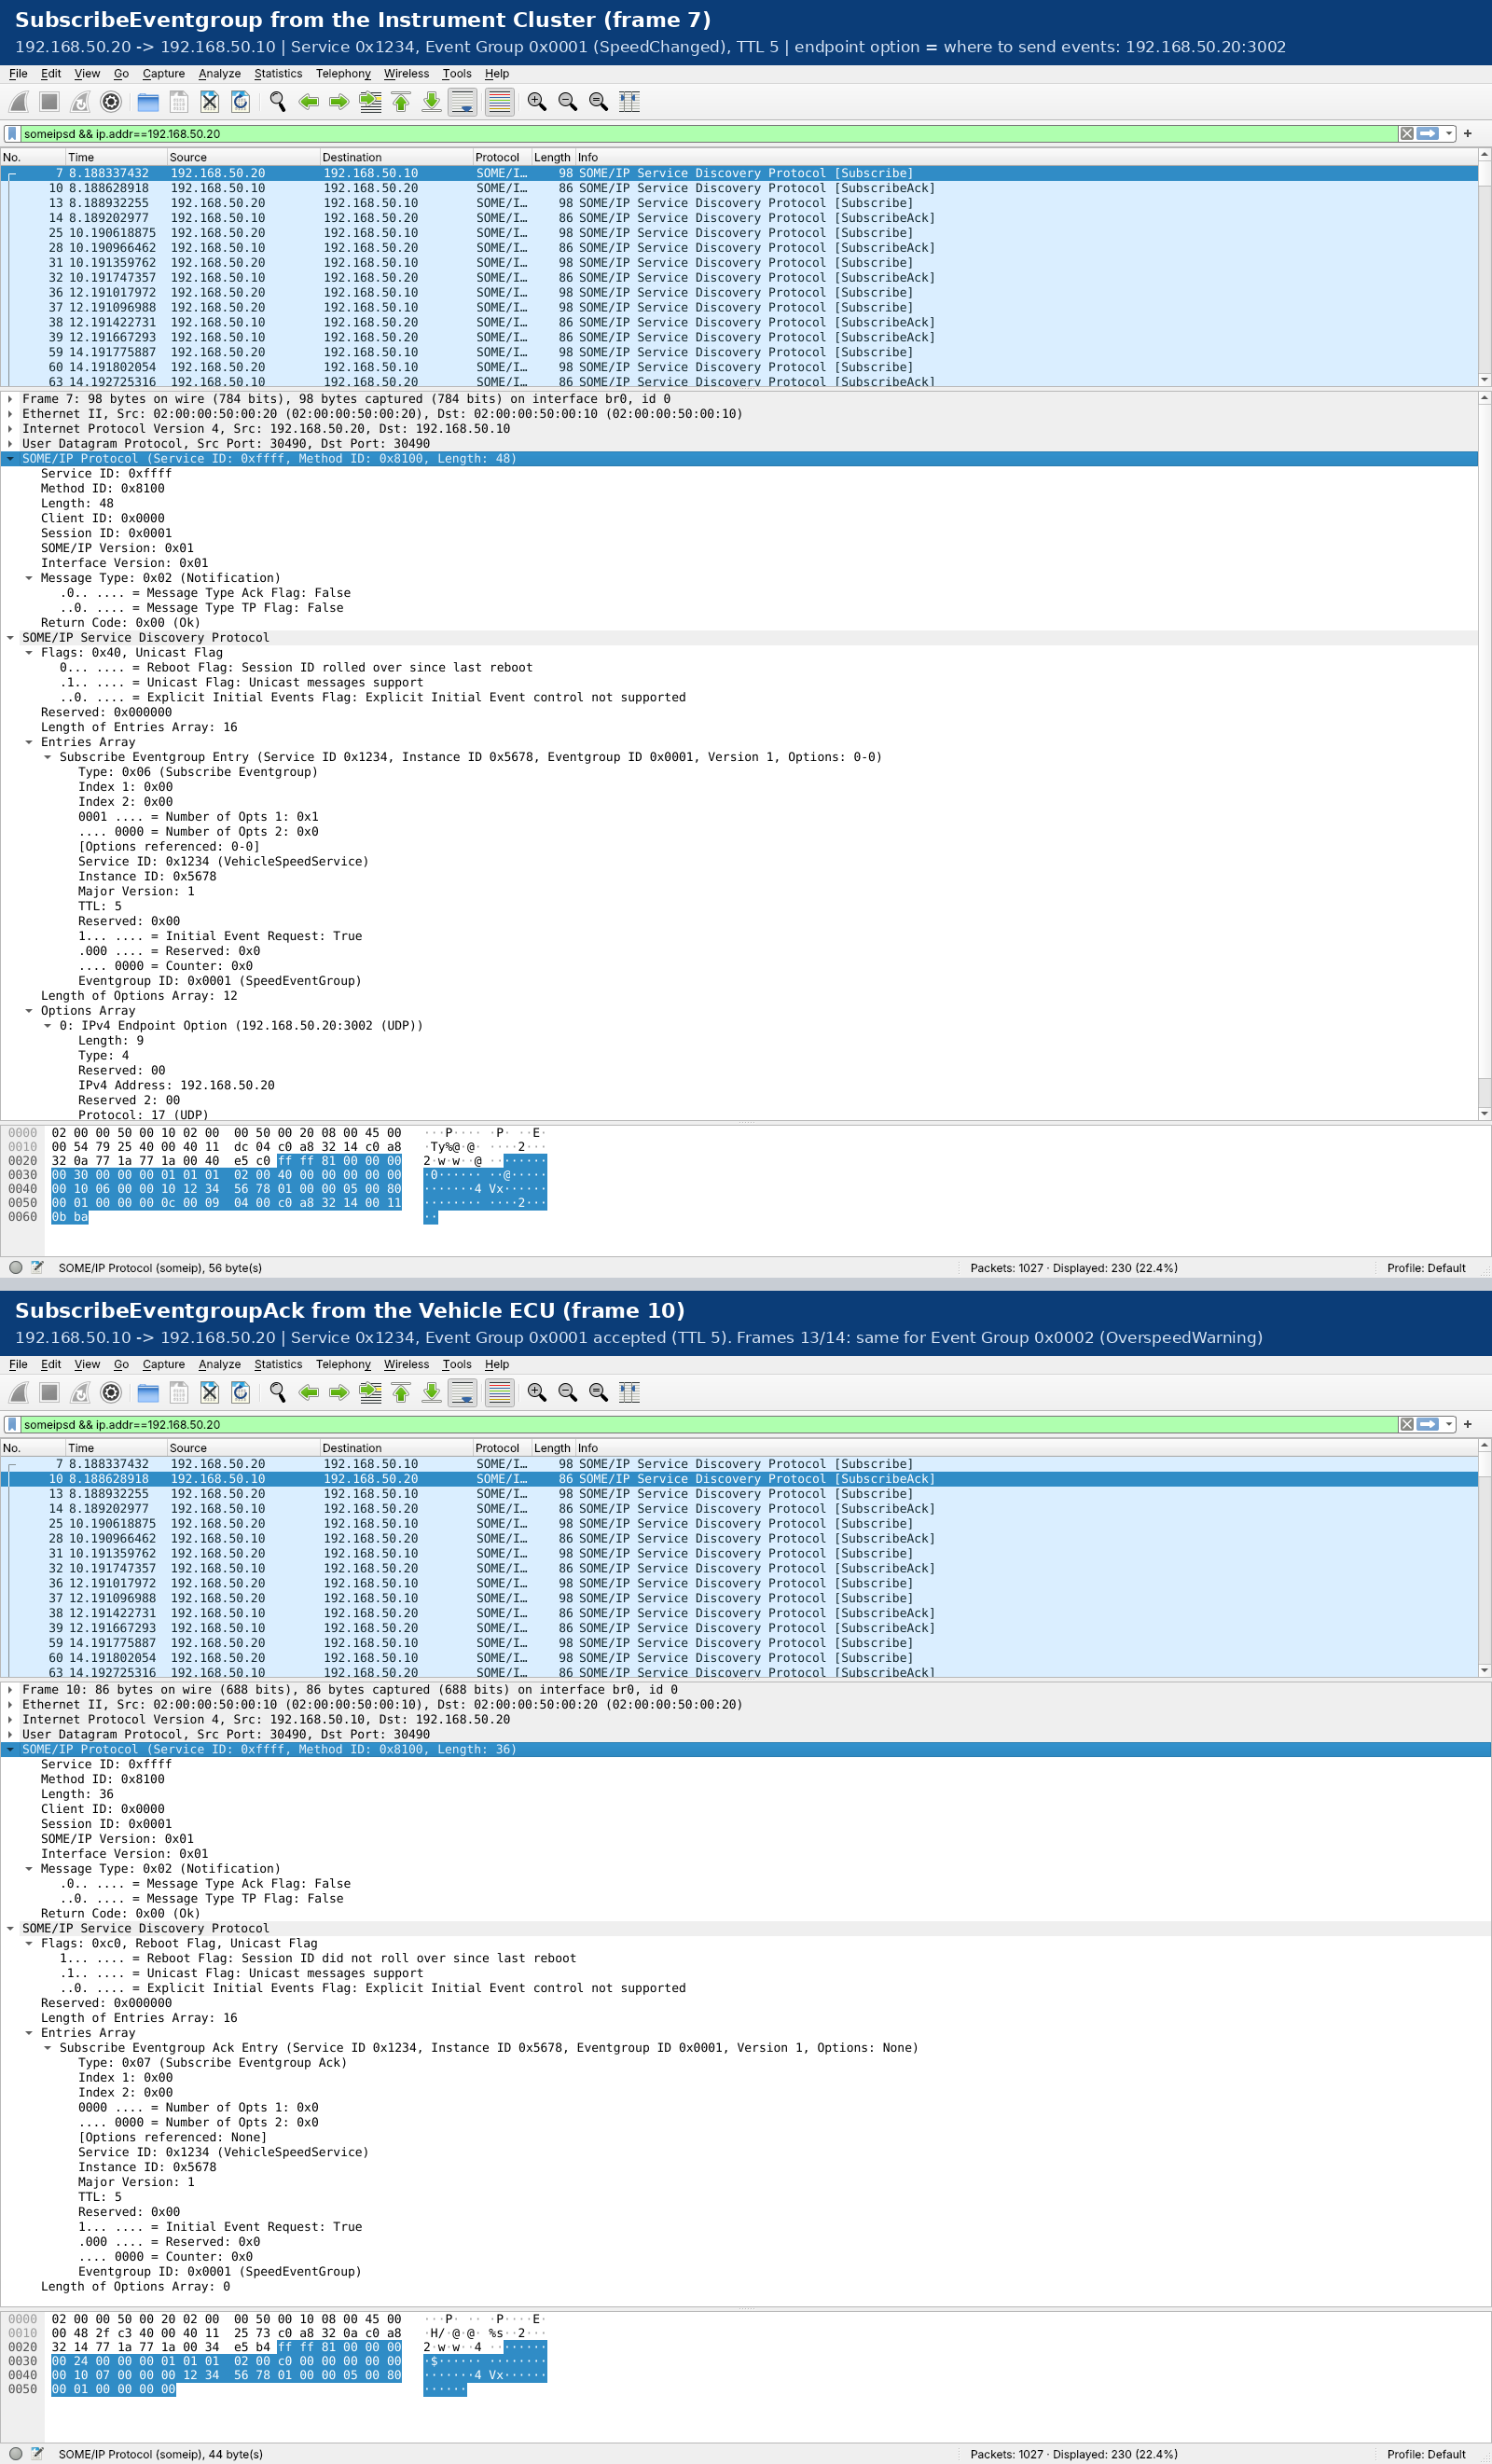 SubscribeEventgroup from the Instrument Cluster (frame 7)
192.168.50.20 -> 192.168.50.10 | Service 0x1234, Event Group 0x0001 (SpeedChanged), TTL 5 | endpoint option = where to send events: 192.168.50.20:3002
File Edit View Go Capture Analyze Statistics Telephony Wireless Tools Help
someipsd && ip.addr==192.168.50.20
No. Time Source Destination Protocol Length Info
7 8.188337432 192.168.50.20 192.168.50.10 SOME/I… 98 SOME/IP Service Discovery Protocol [Subscribe]
10 8.188628918 192.168.50.10 192.168.50.20 SOME/I… 86 SOME/IP Service Discovery Protocol [SubscribeAck]
13 8.188932255 192.168.50.20 192.168.50.10 SOME/I… 98 SOME/IP Service Discovery Protocol [Subscribe]
14 8.189202977 192.168.50.10 192.168.50.20 SOME/I… 86 SOME/IP Service Discovery Protocol [SubscribeAck]
25 10.190618875 192.168.50.20 192.168.50.10 SOME/I… 98 SOME/IP Service Discovery Protocol [Subscribe]
28 10.190966462 192.168.50.10 192.168.50.20 SOME/I… 86 SOME/IP Service Discovery Protocol [SubscribeAck]
31 10.191359762 192.168.50.20 192.168.50.10 SOME/I… 98 SOME/IP Service Discovery Protocol [Subscribe]
32 10.191747357 192.168.50.10 192.168.50.20 SOME/I… 86 SOME/IP Service Discovery Protocol [SubscribeAck]
36 12.191017972 192.168.50.20 192.168.50.10 SOME/I… 98 SOME/IP Service Discovery Protocol [Subscribe]
37 12.191096988 192.168.50.20 192.168.50.10 SOME/I… 98 SOME/IP Service Discovery Protocol [Subscribe]
38 12.191422731 192.168.50.10 192.168.50.20 SOME/I… 86 SOME/IP Service Discovery Protocol [SubscribeAck]
39 12.191667293 192.168.50.10 192.168.50.20 SOME/I… 86 SOME/IP Service Discovery Protocol [SubscribeAck]
59 14.191775887 192.168.50.20 192.168.50.10 SOME/I… 98 SOME/IP Service Discovery Protocol [Subscribe]
60 14.191802054 192.168.50.20 192.168.50.10 SOME/I… 98 SOME/IP Service Discovery Protocol [Subscribe]
63 14.192725316 192.168.50.10 192.168.50.20 SOME/I… 86 SOME/IP Service Discovery Protocol [SubscribeAck]
Frame 7: 98 bytes on wire (784 bits), 98 bytes captured (784 bits) on interface br0, id 0
Ethernet II, Src: 02:00:00:50:00:20 (02:00:00:50:00:20), Dst: 02:00:00:50:00:10 (02:00:00:50:00:10)
Internet Protocol Version 4, Src: 192.168.50.20, Dst: 192.168.50.10
User Datagram Protocol, Src Port: 30490, Dst Port: 30490
SOME/IP Protocol (Service ID: 0xffff, Method ID: 0x8100, Length: 48)
Service ID: 0xffff
Method ID: 0x8100
Length: 48
Client ID: 0x0000
Session ID: 0x0001
SOME/IP Version: 0x01
Interface Version: 0x01
Message Type: 0x02 (Notification)
.0.. .... = Message Type Ack Flag: False
..0. .... = Message Type TP Flag: False
Return Code: 0x00 (Ok)
SOME/IP Service Discovery Protocol
Flags: 0x40, Unicast Flag
0... .... = Reboot Flag: Session ID rolled over since last reboot
.1.. .... = Unicast Flag: Unicast messages support
..0. .... = Explicit Initial Events Flag: Explicit Initial Event control not supported
Reserved: 0x000000
Length of Entries Array: 16
Entries Array
Subscribe Eventgroup Entry (Service ID 0x1234, Instance ID 0x5678, Eventgroup ID 0x0001, Version 1, Options: 0-0)
Type: 0x06 (Subscribe Eventgroup)
Index 1: 0x00
Index 2: 0x00
0001 .... = Number of Opts 1: 0x1
.... 0000 = Number of Opts 2: 0x0
[Options referenced: 0-0]
Service ID: 0x1234 (VehicleSpeedService)
Instance ID: 0x5678
Major Version: 1
TTL: 5
Reserved: 0x00
1... .... = Initial Event Request: True
.000 .... = Reserved: 0x0
.... 0000 = Counter: 0x0
Eventgroup ID: 0x0001 (SpeedEventGroup)
Length of Options Array: 12
Options Array
0: IPv4 Endpoint Option (192.168.50.20:3002 (UDP))
Length: 9
Type: 4
Reserved: 00
IPv4 Address: 192.168.50.20
Reserved 2: 00
Protocol: 17 (UDP)
0000 02 00 00 50 00 10 02 00 00 50 00 20 08 00 45 00 ···P···· ·P· ··E·
0010 00 54 79 25 40 00 40 11 dc 04 c0 a8 32 14 c0 a8 ·Ty%@·@· ····2···
0020 32 0a 77 1a 77 1a 00 40 e5 c0 ff ff 81 00 00 00 2·w·w··@ ········
0030 00 30 00 00 00 01 01 01 02 00 40 00 00 00 00 00 ·0······ ··@·····
0040 00 10 06 00 00 10 12 34 56 78 01 00 00 05 00 80 ·······4 Vx······
0050 00 01 00 00 00 0c 00 09 04 00 c0 a8 32 14 00 11 ········ ····2···
0060 0b ba ··
SOME/IP Protocol (someip), 56 byte(s) Packets: 1027 · Displayed: 230 (22.4%) Profile: Default
SubscribeEventgroupAck from the Vehicle ECU (frame 10)
192.168.50.10 -> 192.168.50.20 | Service 0x1234, Event Group 0x0001 accepted (TTL 5). Frames 13/14: same for Event Group 0x0002 (OverspeedWarning)
File Edit View Go Capture Analyze Statistics Telephony Wireless Tools Help
someipsd && ip.addr==192.168.50.20
No. Time Source Destination Protocol Length Info
7 8.188337432 192.168.50.20 192.168.50.10 SOME/I… 98 SOME/IP Service Discovery Protocol [Subscribe]
10 8.188628918 192.168.50.10 192.168.50.20 SOME/I… 86 SOME/IP Service Discovery Protocol [SubscribeAck]
13 8.188932255 192.168.50.20 192.168.50.10 SOME/I… 98 SOME/IP Service Discovery Protocol [Subscribe]
14 8.189202977 192.168.50.10 192.168.50.20 SOME/I… 86 SOME/IP Service Discovery Protocol [SubscribeAck]
25 10.190618875 192.168.50.20 192.168.50.10 SOME/I… 98 SOME/IP Service Discovery Protocol [Subscribe]
28 10.190966462 192.168.50.10 192.168.50.20 SOME/I… 86 SOME/IP Service Discovery Protocol [SubscribeAck]
31 10.191359762 192.168.50.20 192.168.50.10 SOME/I… 98 SOME/IP Service Discovery Protocol [Subscribe]
32 10.191747357 192.168.50.10 192.168.50.20 SOME/I… 86 SOME/IP Service Discovery Protocol [SubscribeAck]
36 12.191017972 192.168.50.20 192.168.50.10 SOME/I… 98 SOME/IP Service Discovery Protocol [Subscribe]
37 12.191096988 192.168.50.20 192.168.50.10 SOME/I… 98 SOME/IP Service Discovery Protocol [Subscribe]
38 12.191422731 192.168.50.10 192.168.50.20 SOME/I… 86 SOME/IP Service Discovery Protocol [SubscribeAck]
39 12.191667293 192.168.50.10 192.168.50.20 SOME/I… 86 SOME/IP Service Discovery Protocol [SubscribeAck]
59 14.191775887 192.168.50.20 192.168.50.10 SOME/I… 98 SOME/IP Service Discovery Protocol [Subscribe]
60 14.191802054 192.168.50.20 192.168.50.10 SOME/I… 98 SOME/IP Service Discovery Protocol [Subscribe]
63 14.192725316 192.168.50.10 192.168.50.20 SOME/I… 86 SOME/IP Service Discovery Protocol [SubscribeAck]
Frame 10: 86 bytes on wire (688 bits), 86 bytes captured (688 bits) on interface br0, id 0
Ethernet II, Src: 02:00:00:50:00:10 (02:00:00:50:00:10), Dst: 02:00:00:50:00:20 (02:00:00:50:00:20)
Internet Protocol Version 4, Src: 192.168.50.10, Dst: 192.168.50.20
User Datagram Protocol, Src Port: 30490, Dst Port: 30490
SOME/IP Protocol (Service ID: 0xffff, Method ID: 0x8100, Length: 36)
Service ID: 0xffff
Method ID: 0x8100
Length: 36
Client ID: 0x0000
Session ID: 0x0001
SOME/IP Version: 0x01
Interface Version: 0x01
Message Type: 0x02 (Notification)
.0.. .... = Message Type Ack Flag: False
..0. .... = Message Type TP Flag: False
Return Code: 0x00 (Ok)
SOME/IP Service Discovery Protocol
Flags: 0xc0, Reboot Flag, Unicast Flag
1... .... = Reboot Flag: Session ID did not roll over since last reboot
.1.. .... = Unicast Flag: Unicast messages support
..0. .... = Explicit Initial Events Flag: Explicit Initial Event control not supported
Reserved: 0x000000
Length of Entries Array: 16
Entries Array
Subscribe Eventgroup Ack Entry (Service ID 0x1234, Instance ID 0x5678, Eventgroup ID 0x0001, Version 1, Options: None)
Type: 0x07 (Subscribe Eventgroup Ack)
Index 1: 0x00
Index 2: 0x00
0000 .... = Number of Opts 1: 0x0
.... 0000 = Number of Opts 2: 0x0
[Options referenced: None]
Service ID: 0x1234 (VehicleSpeedService)
Instance ID: 0x5678
Major Version: 1
TTL: 5
Reserved: 0x00
1... .... = Initial Event Request: True
.000 .... = Reserved: 0x0
.... 0000 = Counter: 0x0
Eventgroup ID: 0x0001 (SpeedEventGroup)
Length of Options Array: 0
0000 02 00 00 50 00 20 02 00 00 50 00 10 08 00 45 00 ···P· ·· ·P····E·
0010 00 48 2f c3 40 00 40 11 25 73 c0 a8 32 0a c0 a8 ·H/·@·@· %s··2···
0020 32 14 77 1a 77 1a 00 34 e5 b4 ff ff 81 00 00 00 2·w·w··4 ········
0030 00 24 00 00 00 01 01 01 02 00 c0 00 00 00 00 00 ·$······ ········
0040 00 10 07 00 00 00 12 34 56 78 01 00 00 05 00 80 ·······4 Vx······
0050 00 01 00 00 00 00 ······
SOME/IP Protocol (someip), 44 byte(s) Packets: 1027 · Displayed: 230 (22.4%) Profile: Default